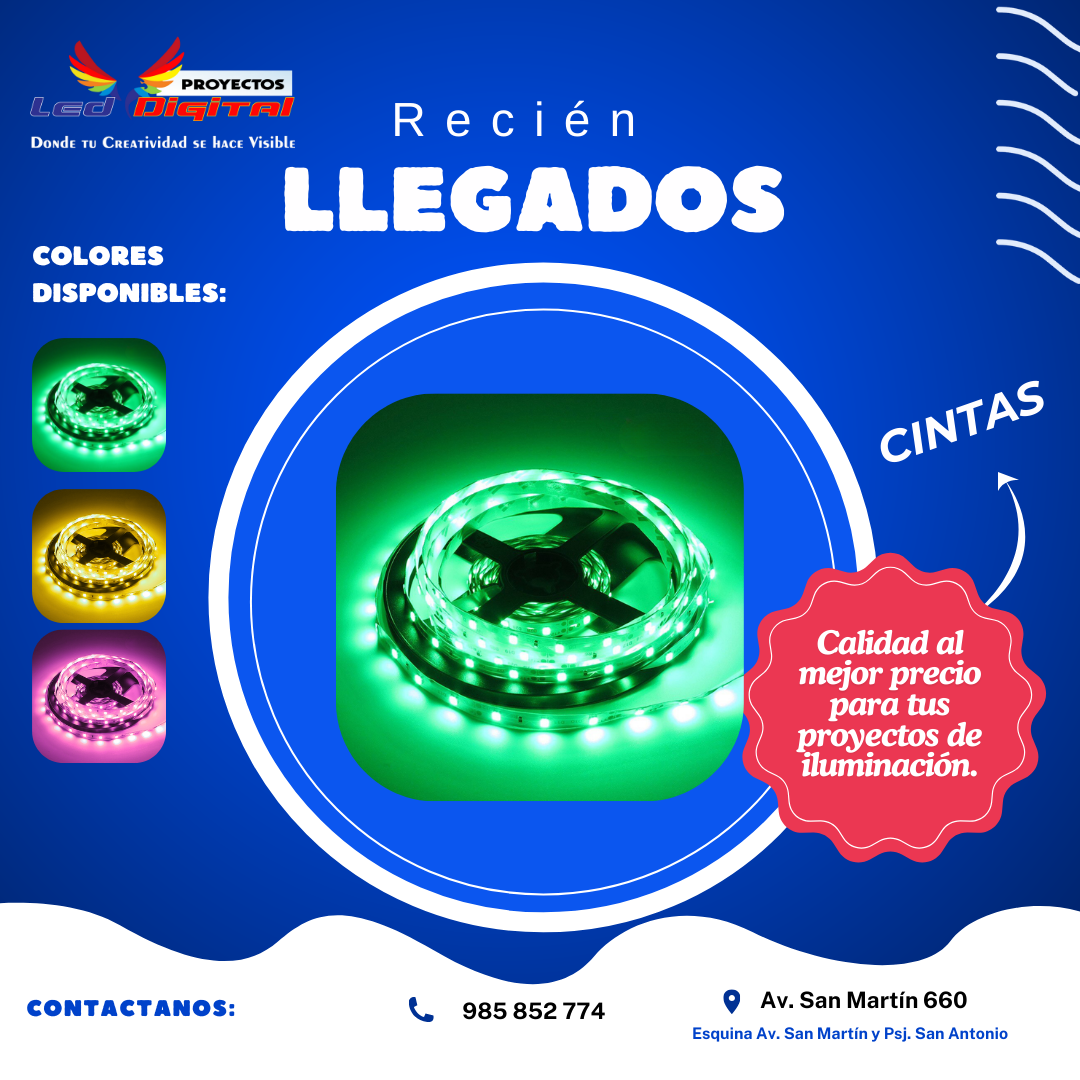 PROYECTOS
Led Digital
Donde tu Creatividad se hace Visible
Recién
LLEGADOS
COLORES
DISPONIBLES:
CINTAS
Calidad al
mejor precio
para tus
proyectos de
iluminación.
CONTACTANOS:
985 852 774
Av. San Martín 660
Esquina Av. San Martín y Psj. San Antonio